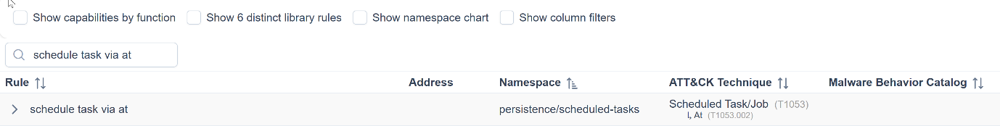 Show capabilities by function Show 6 distinct library rules Show namespace chart Show column filters
schedule task via at
Rule Address Namespace ATT&CK Technique Malware Behavior Catalog
schedule task via at persistence/scheduled-tasks Scheduled Task/Job (T1053)
At (T1053.002)